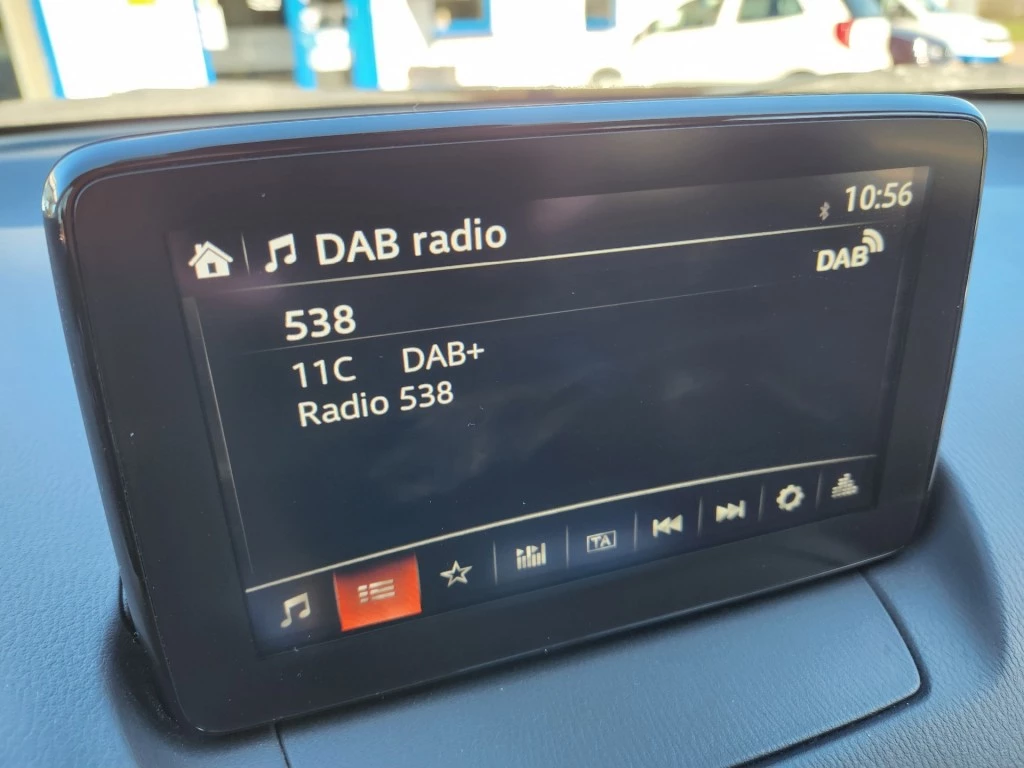 10:56
DAB radio
DAB
538
11C DAB+
Radio 538
TA